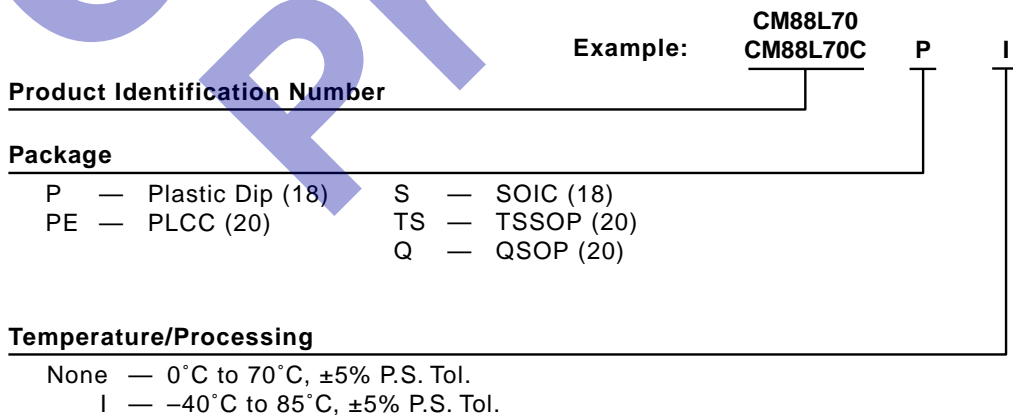 CM88L70
Example: CM88L70C P I
Product Identification Number
Package
P — Plastic Dip (18) S — SOIC (18)
PE — PLCC (20) TS — TSSOP (20)
Q — QSOP (20)
Temperature/Processing
None — 0˚C to 70˚C, ±5% P.S. Tol.
I — –40˚C to 85˚C, ±5% P.S. Tol.